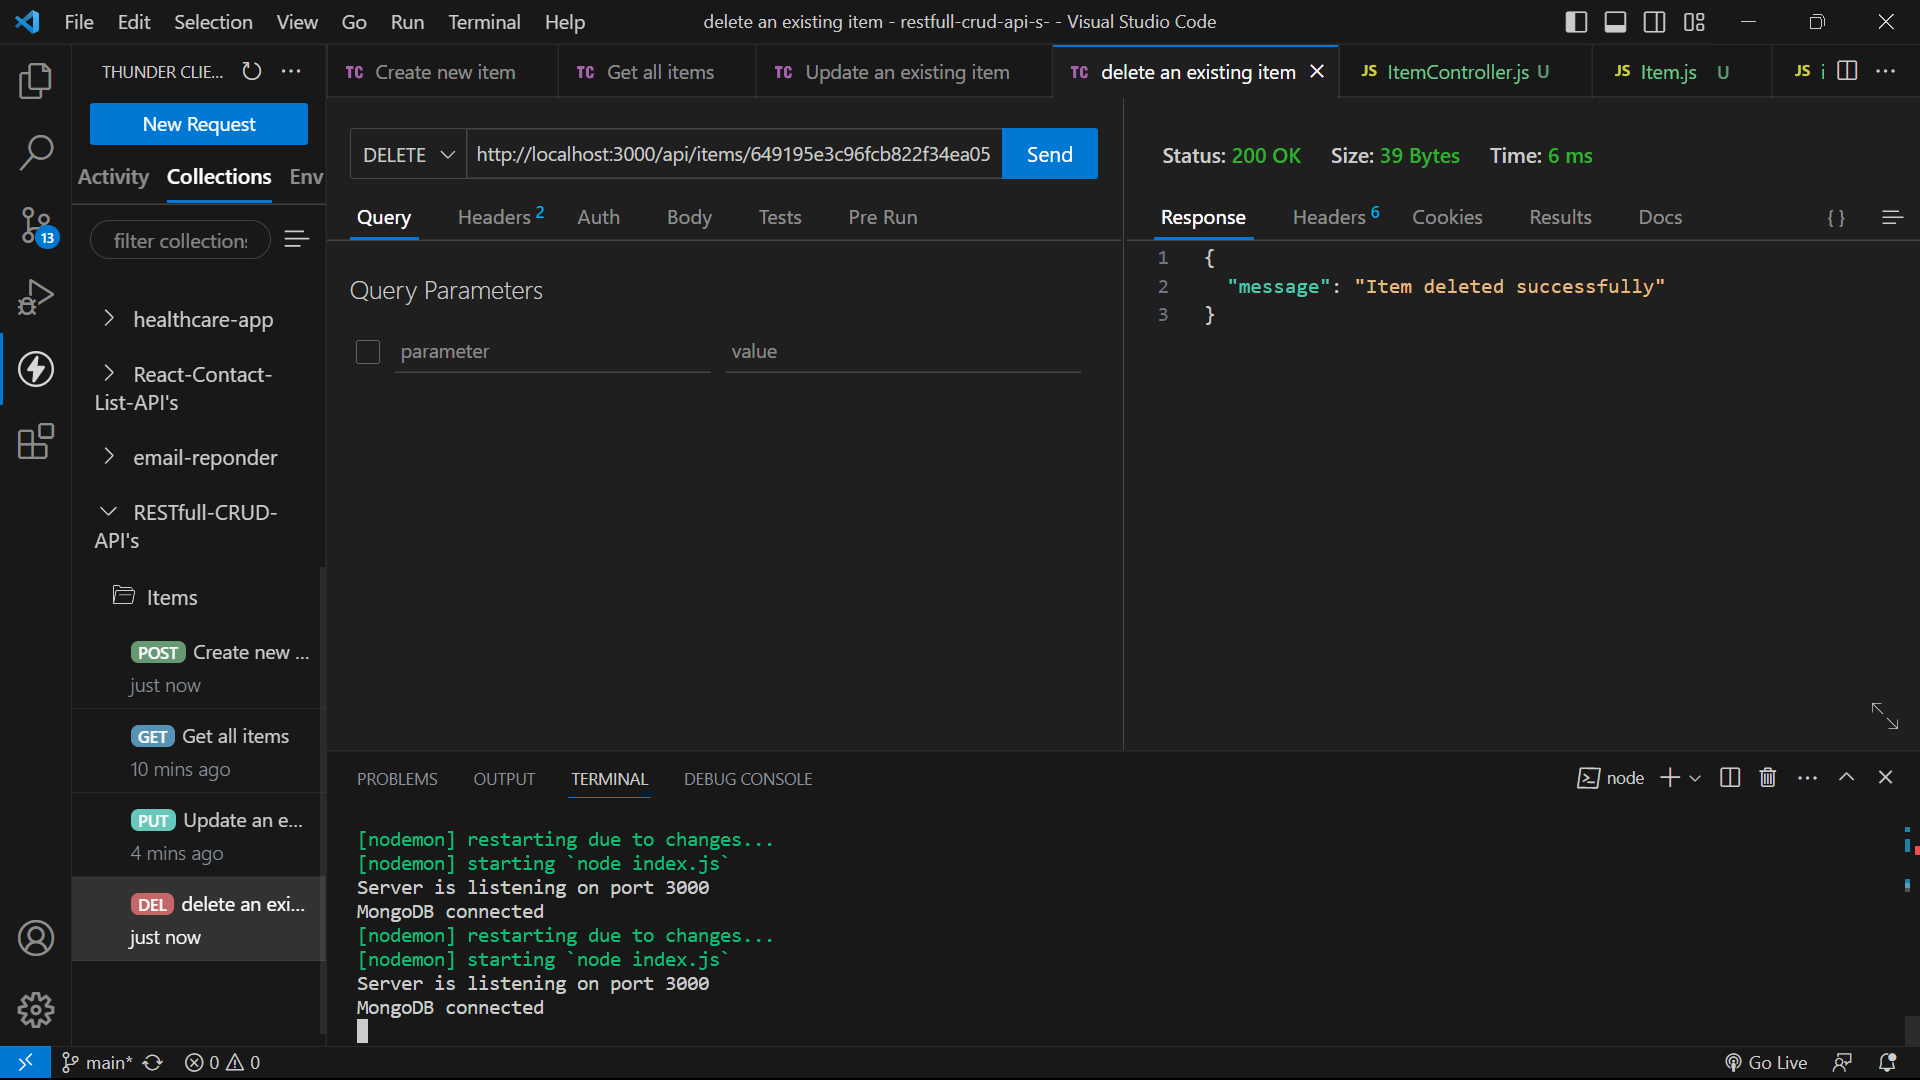 File Edit Selection View Go Run Terminal Help
delete an existing item - restfull-crud-api-s- - Visual Studio Code
THUNDER CLIE...
New Request
Activity Collections Env
filter collections
healthcare-app
React-Contact-
List-API's
email-reponder
RESTfull-CRUD-
API's
Items
POST Create new ...
just now
GET Get all items
10 mins ago
PUT Update an e...
4 mins ago
DEL delete an exi...
just now
13
TC Create new item
TC Get all items
TC Update an existing item
TC delete an existing item
JS ItemController.js U
JS Item.js U
JS i
DELETE http://localhost:3000/api/items/649195e3c96fcb822f34ea05 Send
Query Headers 2 Auth Body Tests Pre Run
Query Parameters
parameter value
Status: 200 OK Size: 39 Bytes Time: 6 ms
Response Headers 6 Cookies Results Docs { }
1 {
2 "message": "Item deleted successfully"
3 }
PROBLEMS OUTPUT TERMINAL DEBUG CONSOLE
node
[nodemon] restarting due to changes...
[nodemon] starting `node index.js`
Server is listening on port 3000
MongoDB connected
[nodemon] restarting due to changes...
[nodemon] starting `node index.js`
Server is listening on port 3000
MongoDB connected
main* 0 0
Go Live